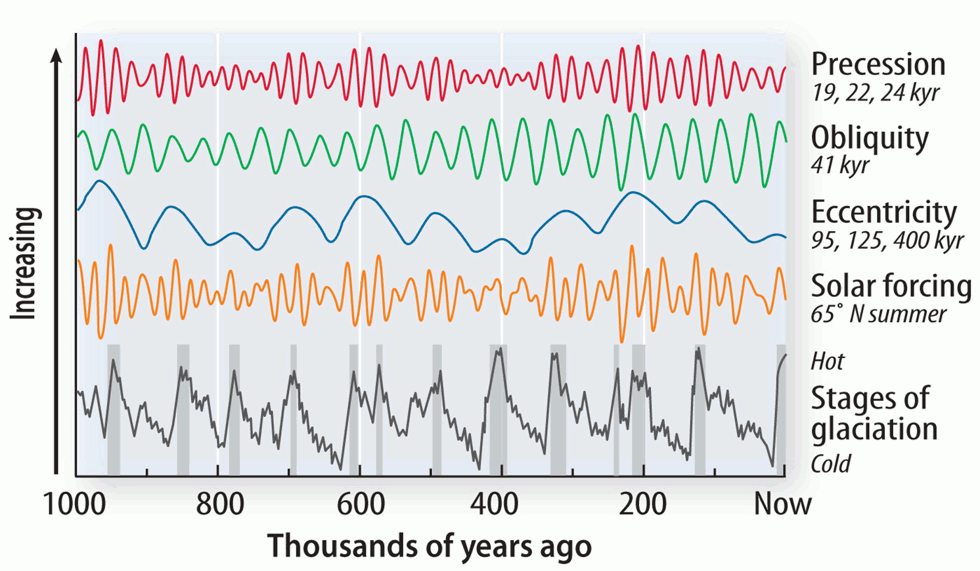 Increasing
Precession
19, 22, 24 kyr
Obliquity
41 kyr
Eccentricity
95, 125, 400 kyr
Solar forcing
65° N summer
Hot
Stages of
glaciation
Cold
1000 800 600 400 200 Now
Thousands of years ago